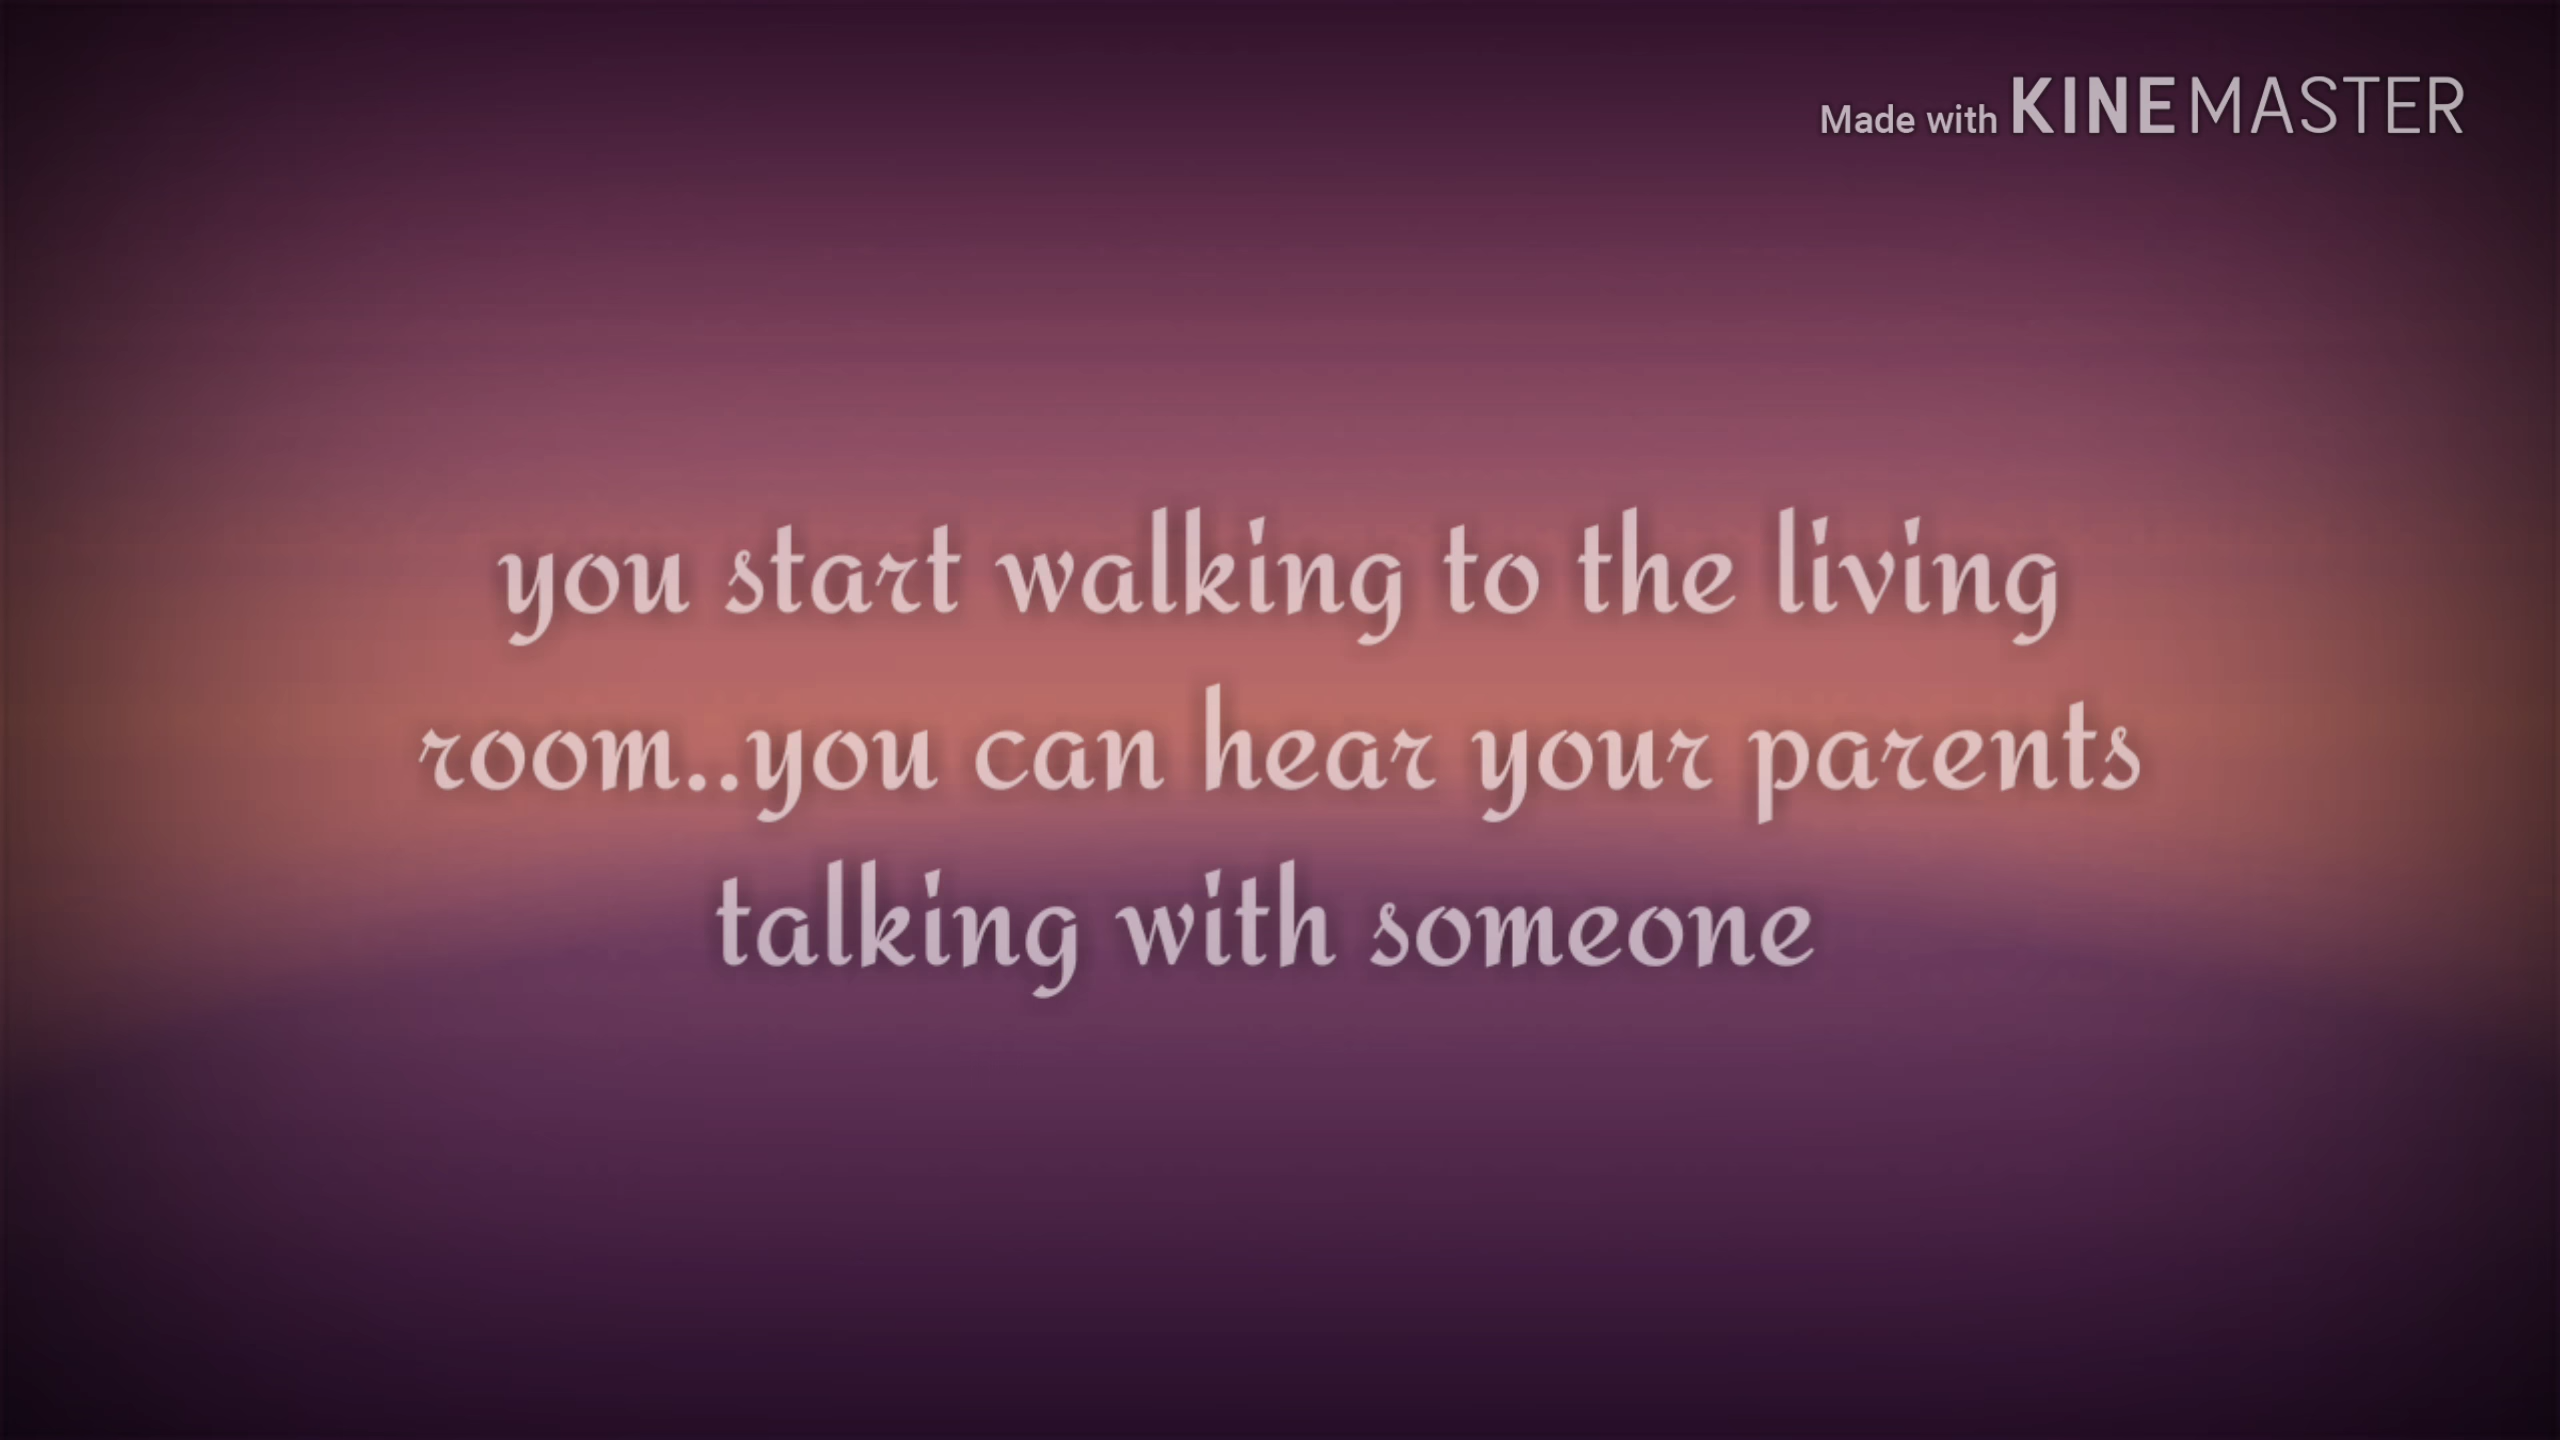 Made with KINEMASTER
you start walking to the living
room..you can hear your parents
talking with someone